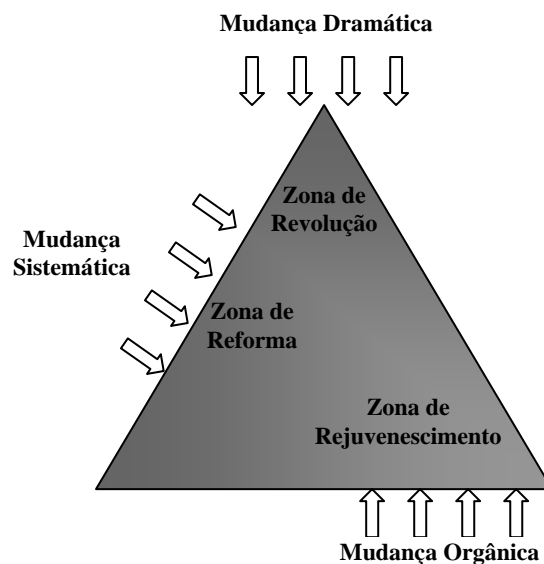 Mudança Dramática
Zona de
Revolução
Mudança
Sistemática
Zona de
Reforma
Zona de
Rejuvenescimento
Mudança Orgânica